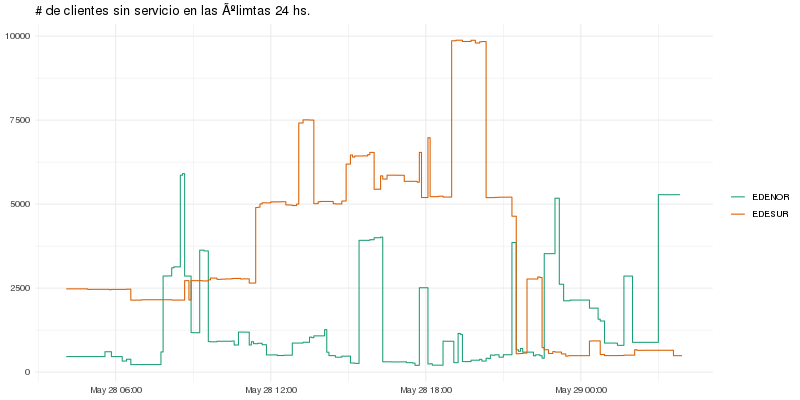 # de clientes sin servicio en las Ãºlimtas 24 hs.
10000
7500
5000
2500
0
May 28 06:00
May 28 12:00
May 28 18:00
May 29 00:00
EDENOR
EDESUR